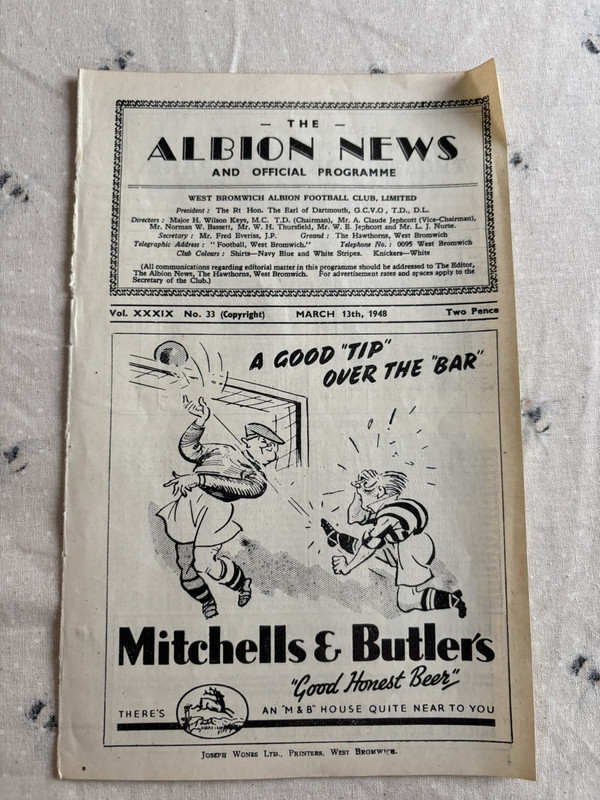 — THE —
ALBION NEWS
AND OFFICIAL PROGRAMME
WEST BROMWICH ALBION FOOTBALL CLUB, LIMITED
President : The Rt Hon. The Earl of Dartmouth, G.C.V.O , T.D., D.L.
Directors : Major H. Wilson Keys, M.C. T.D. (Chairman), Mr. A. Claude Jephcott (Vice-Chairman),
Mr. Norman W. Bassett, Mr. W. H. Thursfield, Mr. W. E. Jephcott and Mr. L. J. Nurse.
Secretary : Mr. Fred Everiss, J.P. Ground : The Hawthorns, West Bromwich
Telegraphic Address : " Football, West Bromwich." Telephone No. : 0095 West Bromwich
Club Colours : Shirts—Navy Blue and White Stripes. Knickers—White
(All communications regarding editorial matter in this programme should be addressed to The Editor,
The Albion News, The Hawthorns, West Bromwich. For advertisement rates and spaces apply to the
Secretary of the Club.)
Vol. XXXIX No. 33 (Copyright) MARCH 13th, 1948 Two Pence
A GOOD "TIP"
OVER THE "BAR"
Mitchells & Butlers
"Good Honest Beer"
THERE'S AN "M & B" HOUSE QUITE NEAR TO YOU
JOSEPH WONES LTD., PRINTERS, WEST BROMWICH.